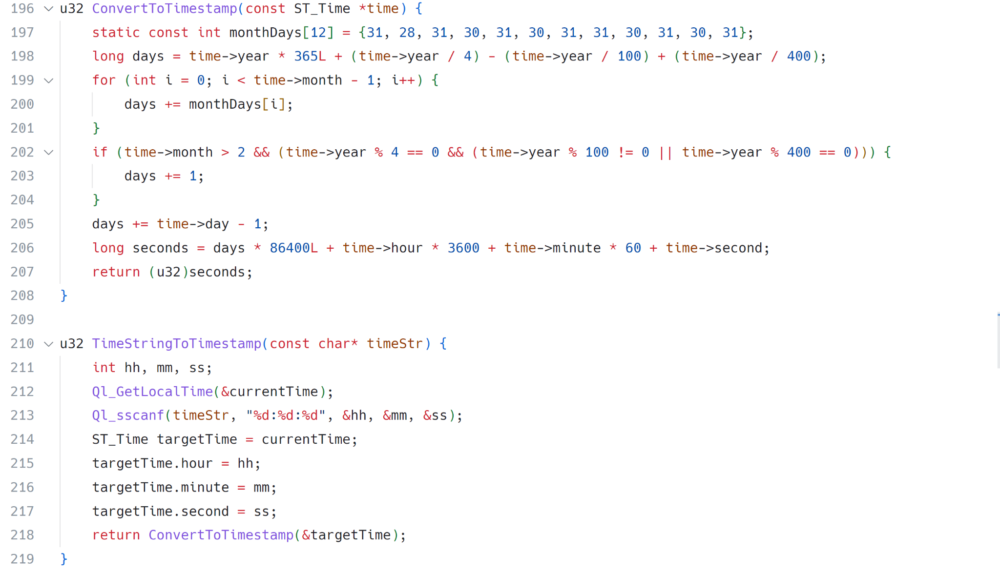 196 u32 ConvertToTimestamp(const ST_Time *time) {
197 static const int monthDays[12] = {31, 28, 31, 30, 31, 30, 31, 31, 30, 31, 30, 31};
198 long days = time->year * 365L + (time->year / 4) - (time->year / 100) + (time->year / 400);
199 for (int i = 0; i < time->month - 1; i++) {
200 days += monthDays[i];
201 }
202 if (time->month > 2 && (time->year % 4 == 0 && (time->year % 100 != 0 || time->year % 400 == 0))) {
203 days += 1;
204 }
205 days += time->day - 1;
206 long seconds = days * 86400L + time->hour * 3600 + time->minute * 60 + time->second;
207 return (u32)seconds;
208 }
209
210 u32 TimeStringToTimestamp(const char* timeStr) {
211 int hh, mm, ss;
212 Ql_GetLocalTime(&currentTime);
213 Ql_sscanf(timeStr, "%d:%d:%d", &hh, &mm, &ss);
214 ST_Time targetTime = currentTime;
215 targetTime.hour = hh;
216 targetTime.minute = mm;
217 targetTime.second = ss;
218 return ConvertToTimestamp(&targetTime);
219 }